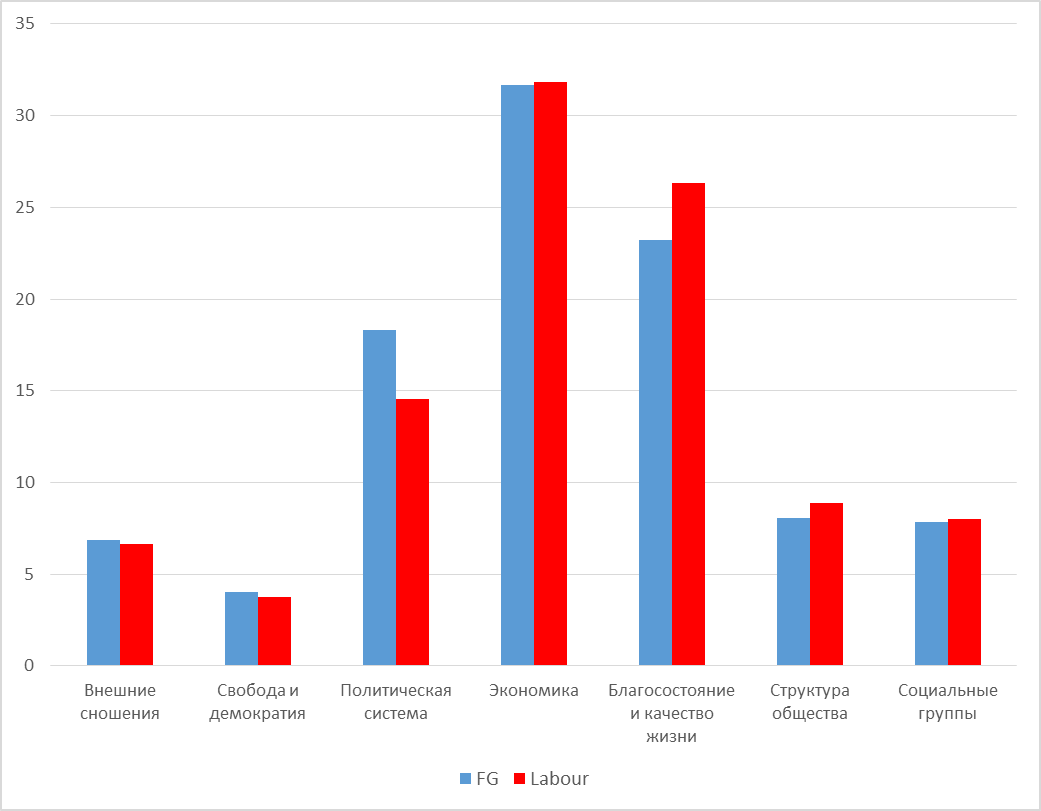 35
30
25
20
15
10
5
0
Внешние сношения
Свобода и демократия
Политическая система
Экономика
Благосостояние и качество жизни
Структура общества
Социальные группы
FG
Labour